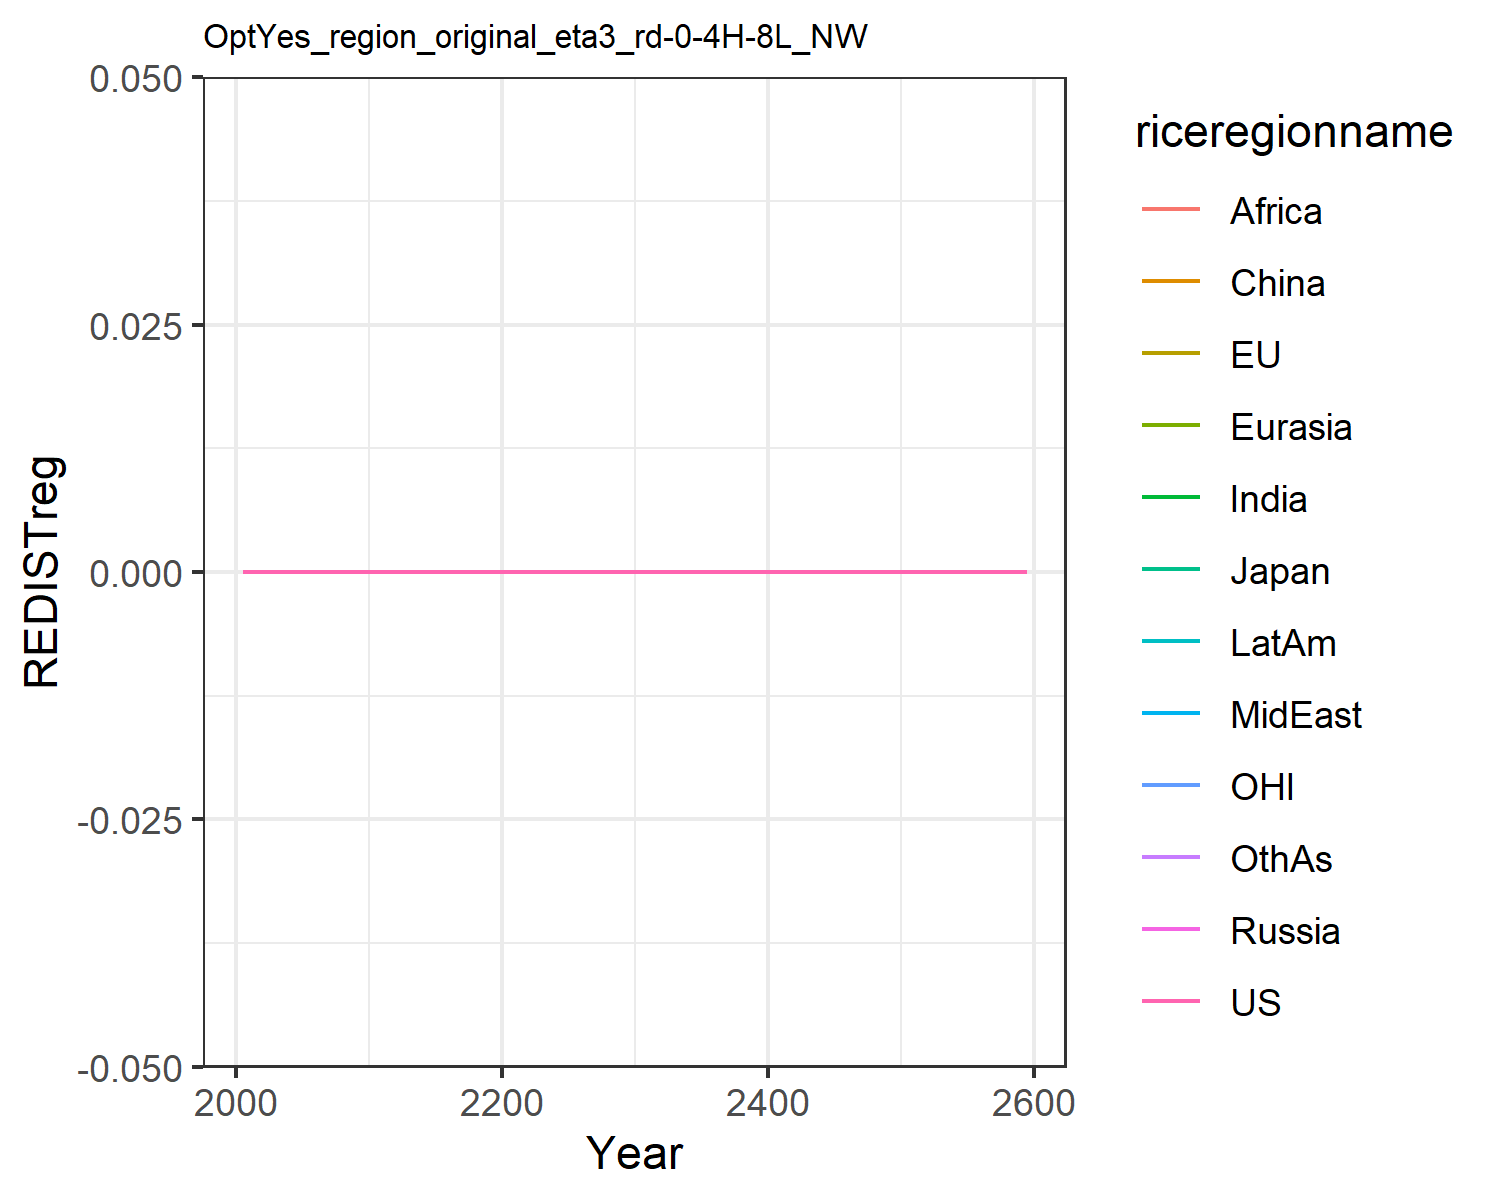 OptYes_region_original_eta3_rd-0-4H-8L_NW
0.050
0.025
0.000
-0.025
-0.050
REDISTreg
2000
2200
2400
2600
Year
riceregionname
Africa
China
EU
Eurasia
India
Japan
LatAm
MidEast
OHI
OthAs
Russia
US